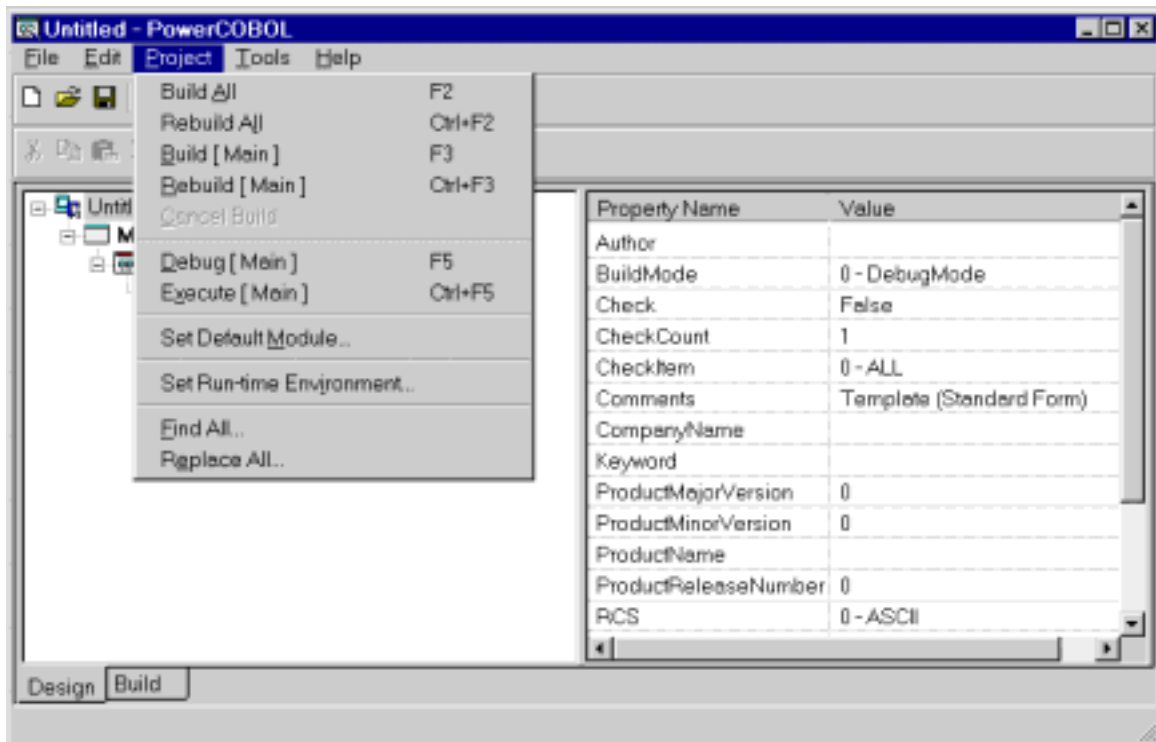 Untitled - PowerCOBOL
File Edit Project Tools Help
Build All F2
Rebuild All Ctrl+F2
Build [ Main ] F3
Rebuild [ Main ] Ctrl+F3
Cancel Build
Debug [ Main ] F5
Execute [ Main ] Ctrl+F5
Set Default Module...
Set Run-time Environment...
Find All...
Replace All...
Untitl
M
Property Name Value
Author
BuildMode 0 - DebugMode
Check False
CheckCount 1
CheckItem 0 - ALL
Comments Template (Standard Form)
CompanyName
Keyword
ProductMajorVersion 0
ProductMinorVersion 0
ProductName
ProductReleaseNumber 0
RCS 0 - ASCII
Design Build